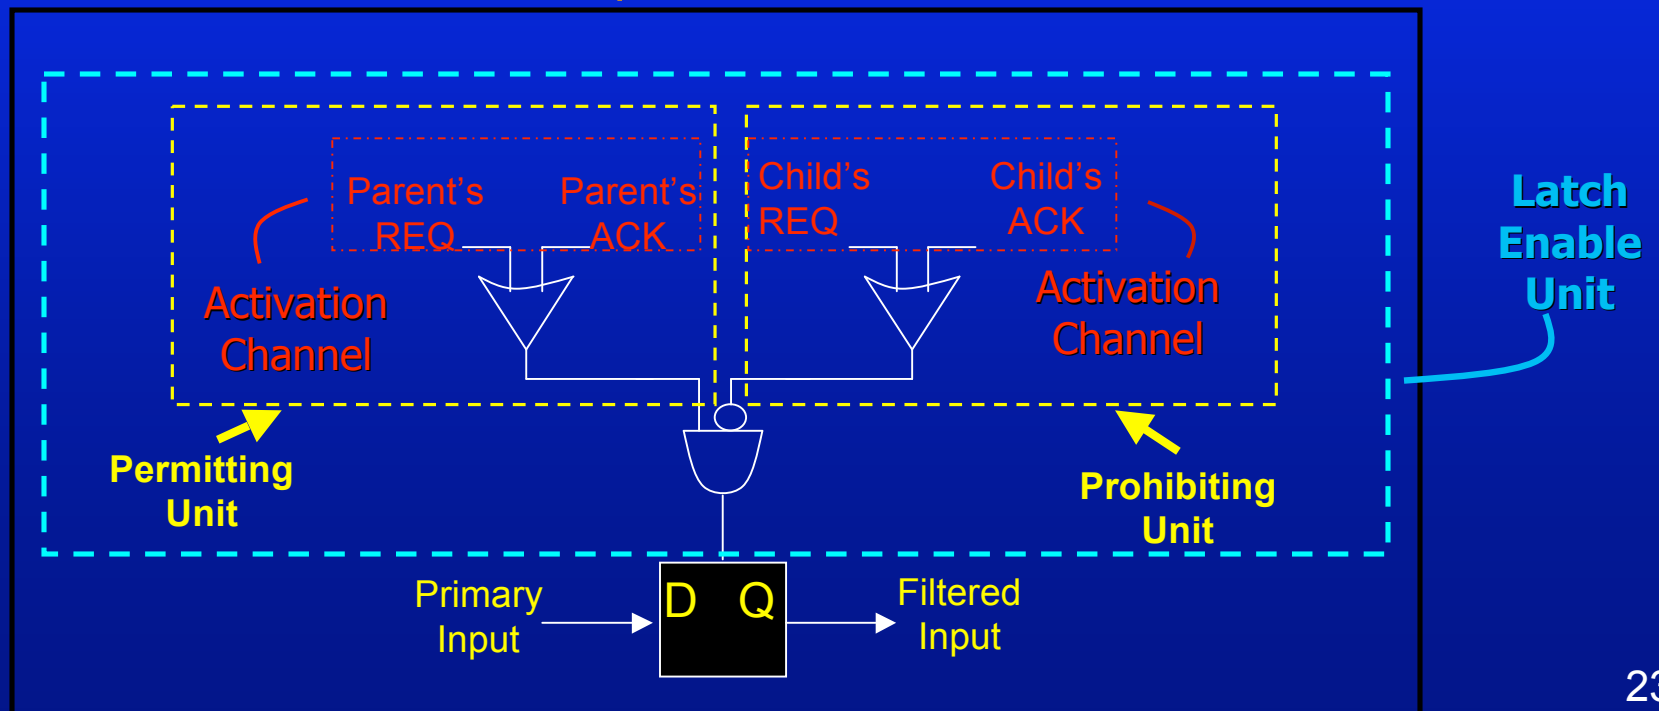 Parent's
REQ
Parent's
ACK
Child's
REQ
Child's
ACK
Activation
Channel
Activation
Channel
Latch
Enable
Unit
Permitting
Unit
Prohibiting
Unit
Primary
Input
D Q
Filtered
Input
23